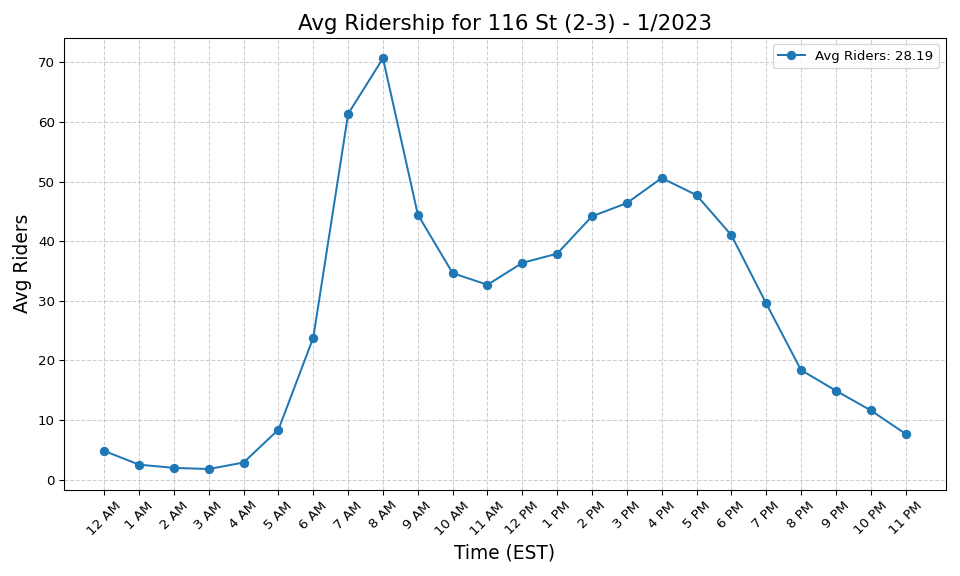 Avg Ridership for 116 St (2-3) - 1/2023
Avg Riders: 28.19
Avg Riders
70
60
50
40
30
20
10
0
12 AM
1 AM
2 AM
3 AM
4 AM
5 AM
6 AM
7 AM
8 AM
9 AM
10 AM
11 AM
12 PM
1 PM
2 PM
3 PM
4 PM
5 PM
6 PM
7 PM
8 PM
9 PM
10 PM
11 PM
Time (EST)